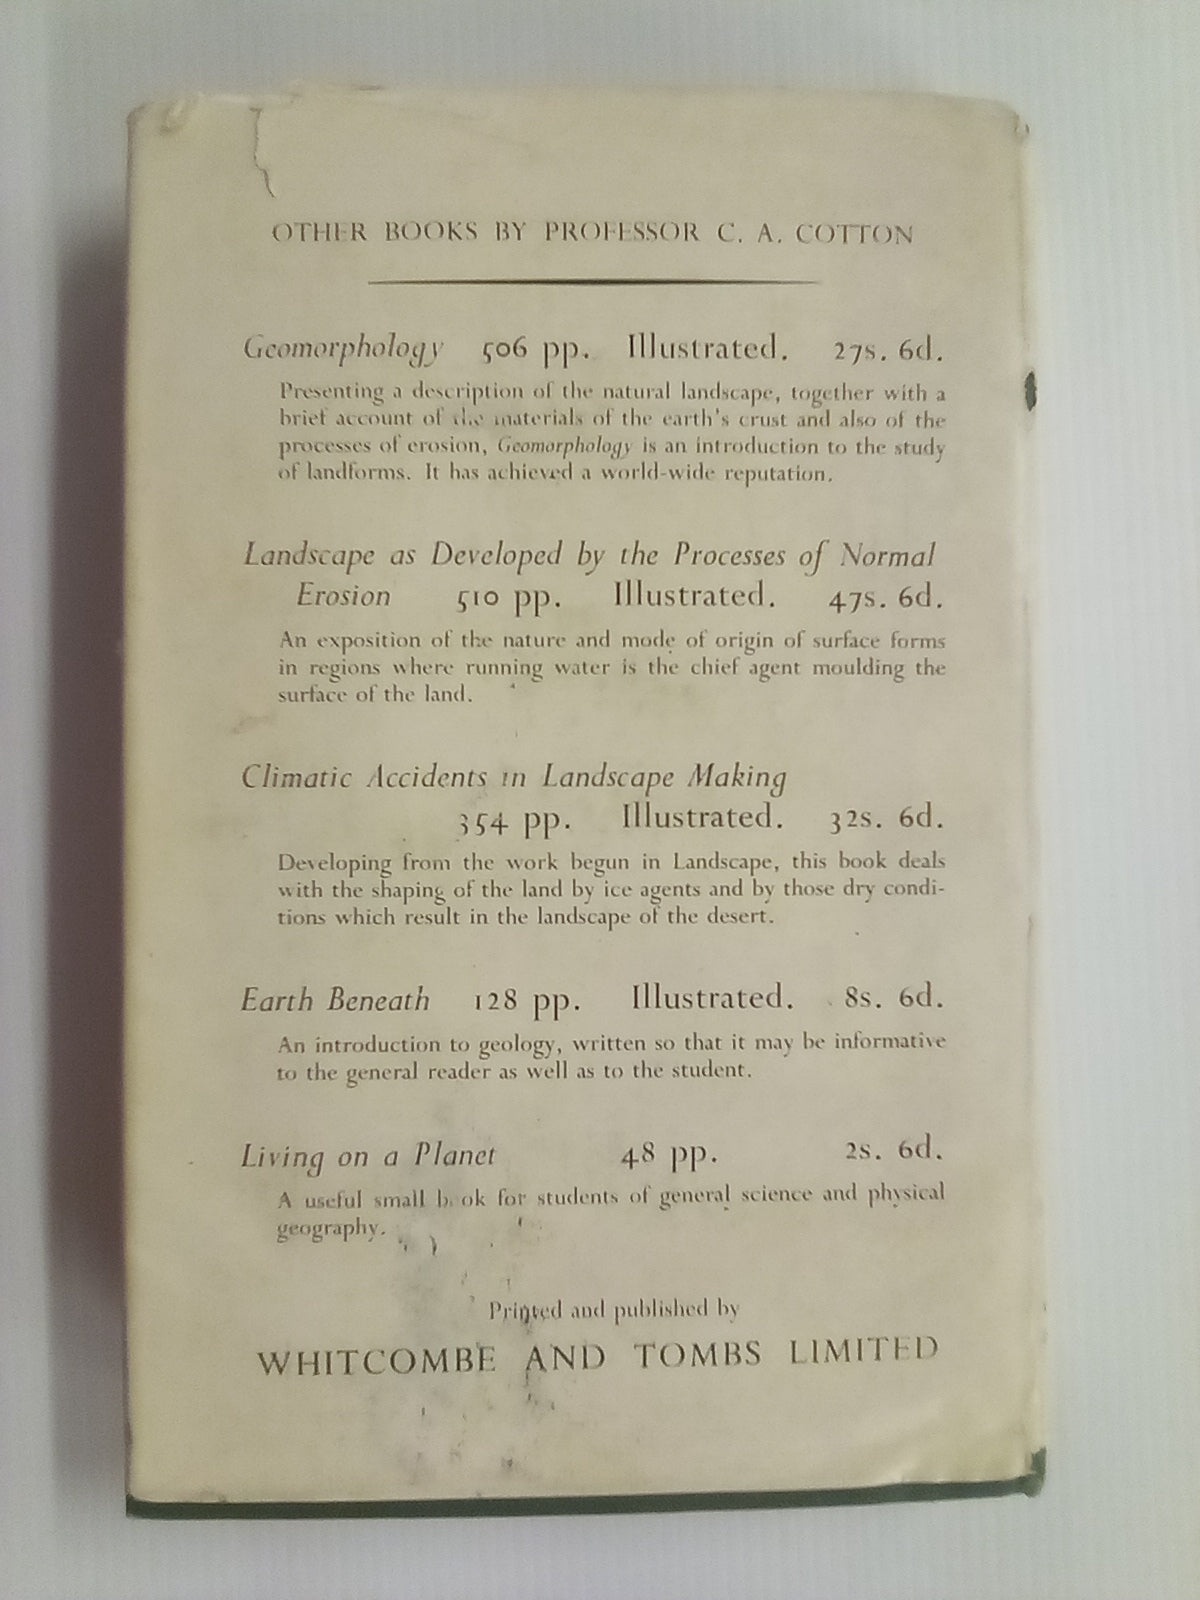 OTHER BOOKS BY PROFESSOR C. A. COTTON
Geomorphology 506 pp. Illustrated. 27s. 6d.
Presenting a description of the natural landscape, together with a
brief account of the materials of the earth's crust and also of the
processes of erosion, Geomorphology is an introduction to the study
of landforms. It has achieved a world-wide reputation.
Landscape as Developed by the Processes of Normal
Erosion 510 pp. Illustrated. 47s. 6d.
An exposition of the nature and mode of origin of surface forms
in regions where running water is the chief agent moulding the
surface of the land.
Climatic Accidents in Landscape Making
354 pp. Illustrated. 32s. 6d.
Developing from the work begun in Landscape, this book deals
with the shaping of the land by ice agents and by those dry condi-
tions which result in the landscape of the desert.
Earth Beneath 128 pp. Illustrated. 8s. 6d.
An introduction to geology, written so that it may be informative
to the general reader as well as to the student.
Living on a Planet 48 pp. 2s. 6d.
A useful small book for students of general science and physical
geography.
Printed and published by
WHITCOMBE AND TOMBS LIMITED